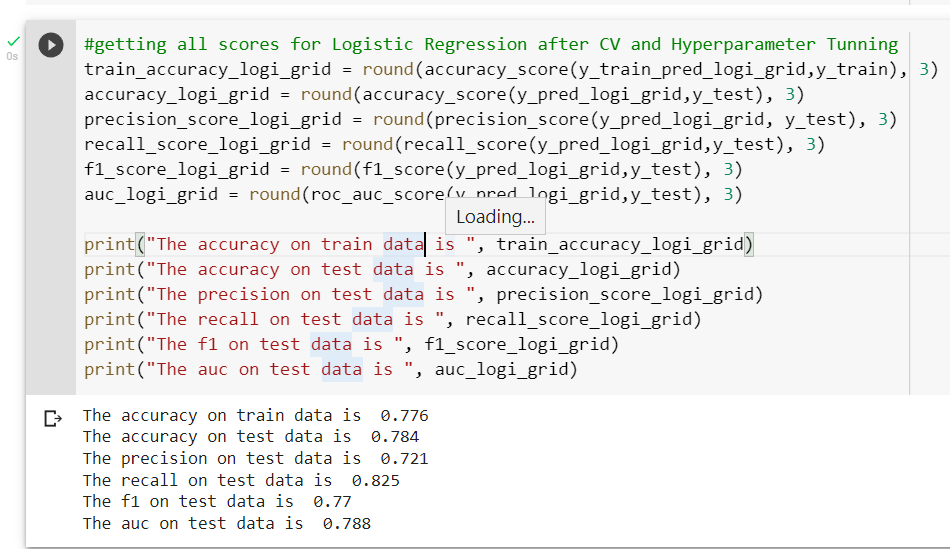 0s
#getting all scores for Logistic Regression after CV and Hyperparameter Tunning
train_accuracy_logi_grid = round(accuracy_score(y_train_pred_logi_grid,y_train), 3)
accuracy_logi_grid = round(accuracy_score(y_pred_logi_grid,y_test), 3)
precision_score_logi_grid = round(precision_score(y_pred_logi_grid, y_test), 3)
recall_score_logi_grid = round(recall_score(y_pred_logi_grid,y_test), 3)
f1_score_logi_grid = round(f1_score(y_pred_logi_grid,y_test), 3)
auc_logi_grid = round(roc_auc_score(y_pred_logi_grid,y_test), 3)
Loading...
print("The accuracy on train data is ", train_accuracy_logi_grid)
print("The accuracy on test data is ", accuracy_logi_grid)
print("The precision on test data is ", precision_score_logi_grid)
print("The recall on test data is ", recall_score_logi_grid)
print("The f1 on test data is ", f1_score_logi_grid)
print("The auc on test data is ", auc_logi_grid)
The accuracy on train data is  0.776
The accuracy on test data is  0.784
The precision on test data is  0.721
The recall on test data is  0.825
The f1 on test data is  0.77
The auc on test data is  0.788